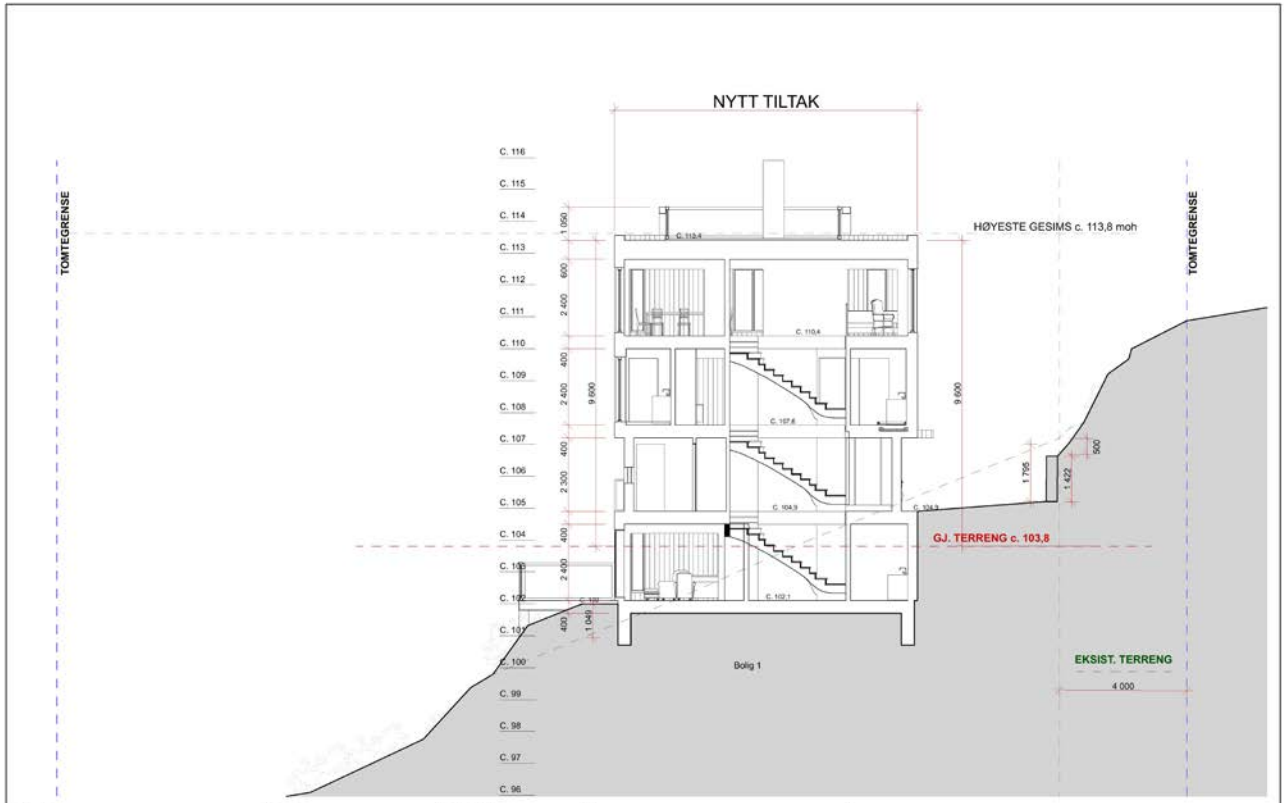 NYTT TILTAK
C. 116
C. 115
C. 114
C. 113
C. 112
C. 111
C. 110
C. 109
C. 108
C. 107
C. 106
C. 105
C. 104
C. 103
C. 102
C. 101
C. 100
C. 99
C. 98
C. 97
C. 96
TOMTEGRENSE
TOMTEGRENSE
HØYESTE GESIMS c. 113,8 moh
1 050
600
2 400
400
2 400
400
2 300
400
2 400
400
1 049
9 600
9 600
C. 113,4
C. 110,4
C. 107,6
C. 104,9
C. 104,9
C. 102,1
1 795
1 422
500
GJ. TERRENG c. 103,8
EKSIST. TERRENG
4 000
Bolig 1